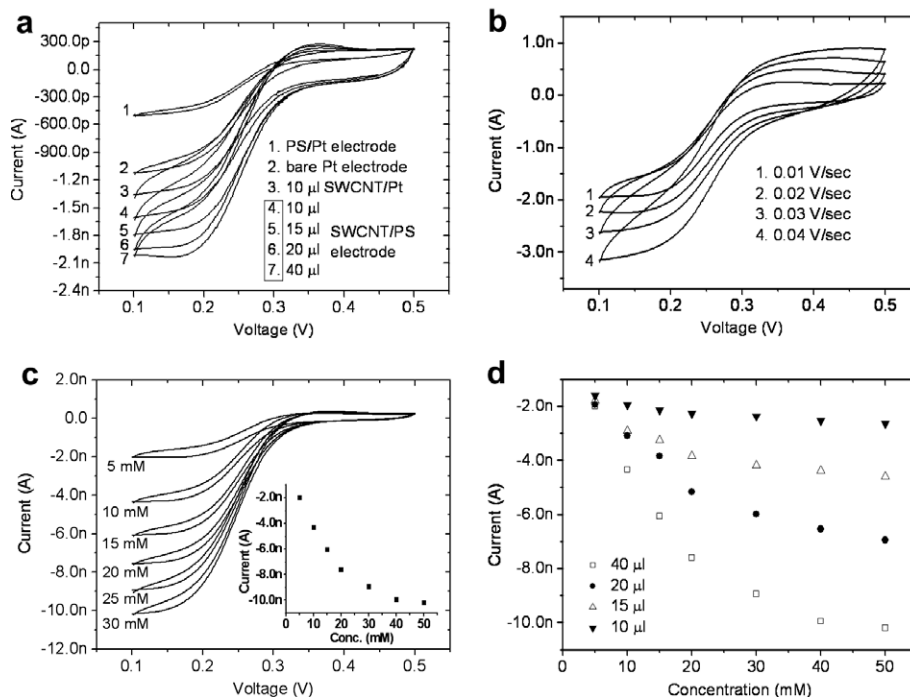 a
300.0p
0.0
-300.0p
-600.0p
-900.0p
-1.2n
-1.5n
-1.8n
-2.1n
-2.4n
Current (A)
1
2
3
4
5
6
7
1. PS/Pt electrode
2. bare Pt electrode
3. 10 µl SWCNT/Pt
4. 10 µl
5. 15 µl SWCNT/PS
6. 20 µl electrode
7. 40 µl
0.1 0.2 0.3 0.4 0.5
Voltage (V)
b
1.0n
0.0
-1.0n
-2.0n
-3.0n
Current (A)
1
2
3
4
1. 0.01 V/sec
2. 0.02 V/sec
3. 0.03 V/sec
4. 0.04 V/sec
0.1 0.2 0.3 0.4 0.5
Voltage (V)
c
2.0n
0.0
-2.0n
-4.0n
-6.0n
-8.0n
-10.0n
-12.0n
Current (A)
5 mM
10 mM
15 mM
20 mM
25 mM
30 mM
-2.0n
-4.0n
-6.0n
-8.0n
-10.0n
Current (A)
0 10 20 30 40 50
Conc. (mM)
0.1 0.2 0.3 0.4 0.5
Voltage (V)
d
-2.0n
-4.0n
-6.0n
-8.0n
-10.0n
Current (A)
40 µl
20 µl
15 µl
10 µl
0 10 20 30 40 50
Concentration (mM)